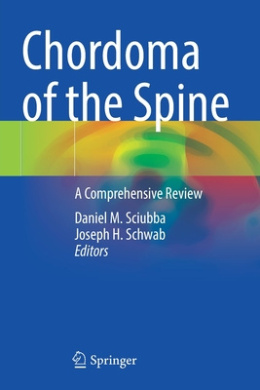 Chordoma
of the Spine
A Comprehensive Review
Daniel M. Sciubba
Joseph H. Schwab
Editors
Springer